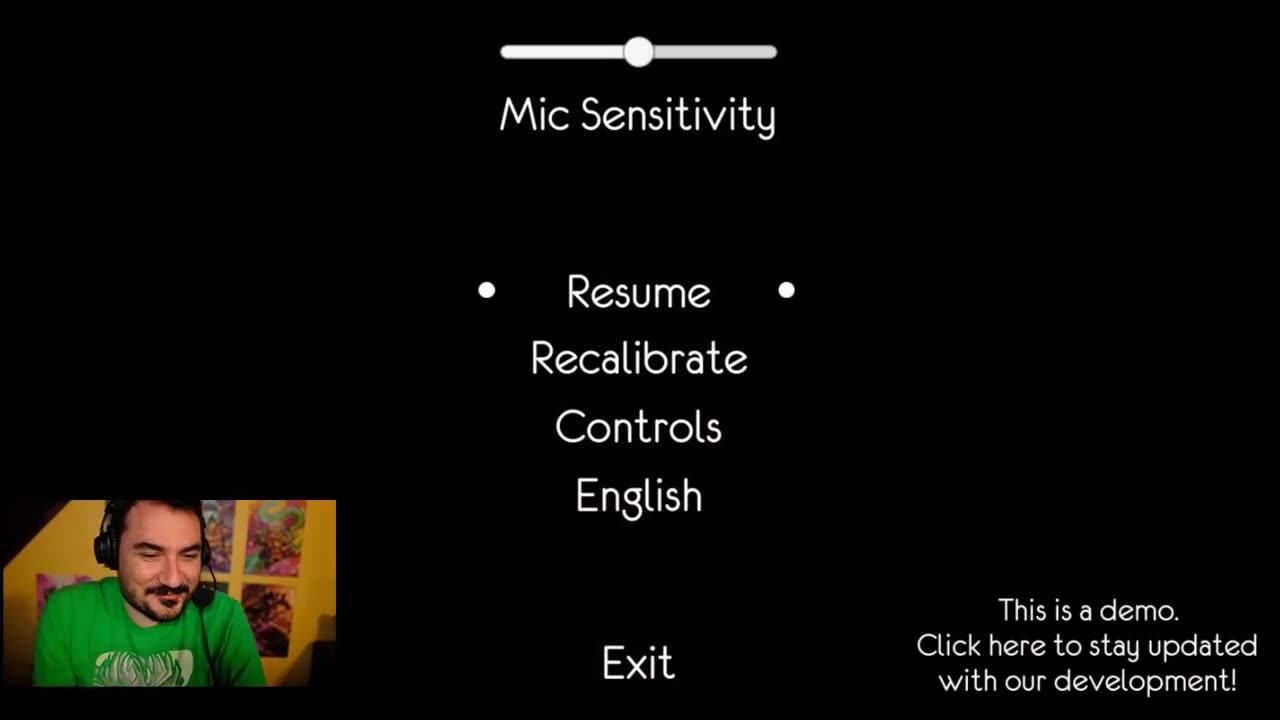 Mic Sensitivity
Resume
Recalibrate
Controls
English
Exit
This is a demo.
Click here to stay updated
with our development!